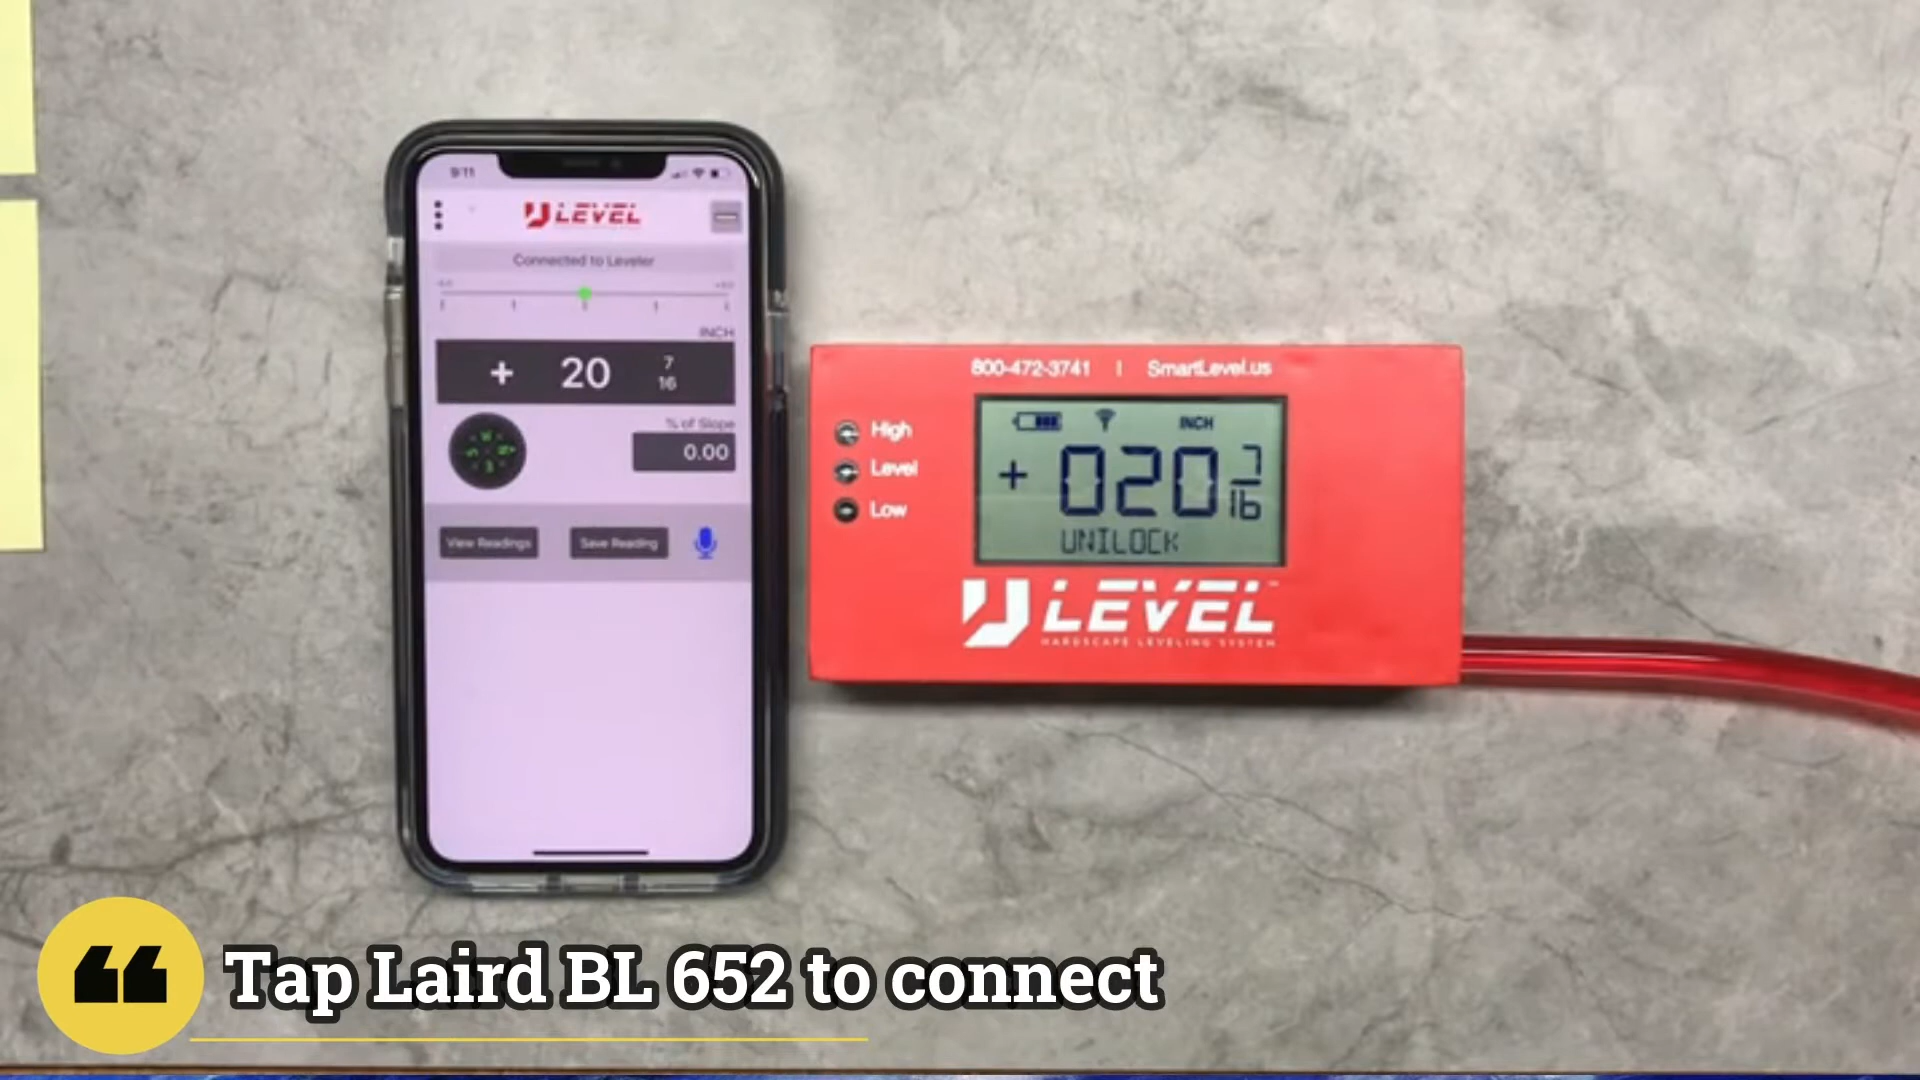 9:11
LEVEL
Connected to Leveler
INCH
+ 20 7/16
% of Slope
0.00
View Readings
Save Reading
800-472-3741 | SmartLevel.us
High
Level
Low
INCH
+ 020 7/16
UNILOCK
LEVEL
HARDSCAPE LEVELING SYSTEM
Tap Laird BL 652 to connect